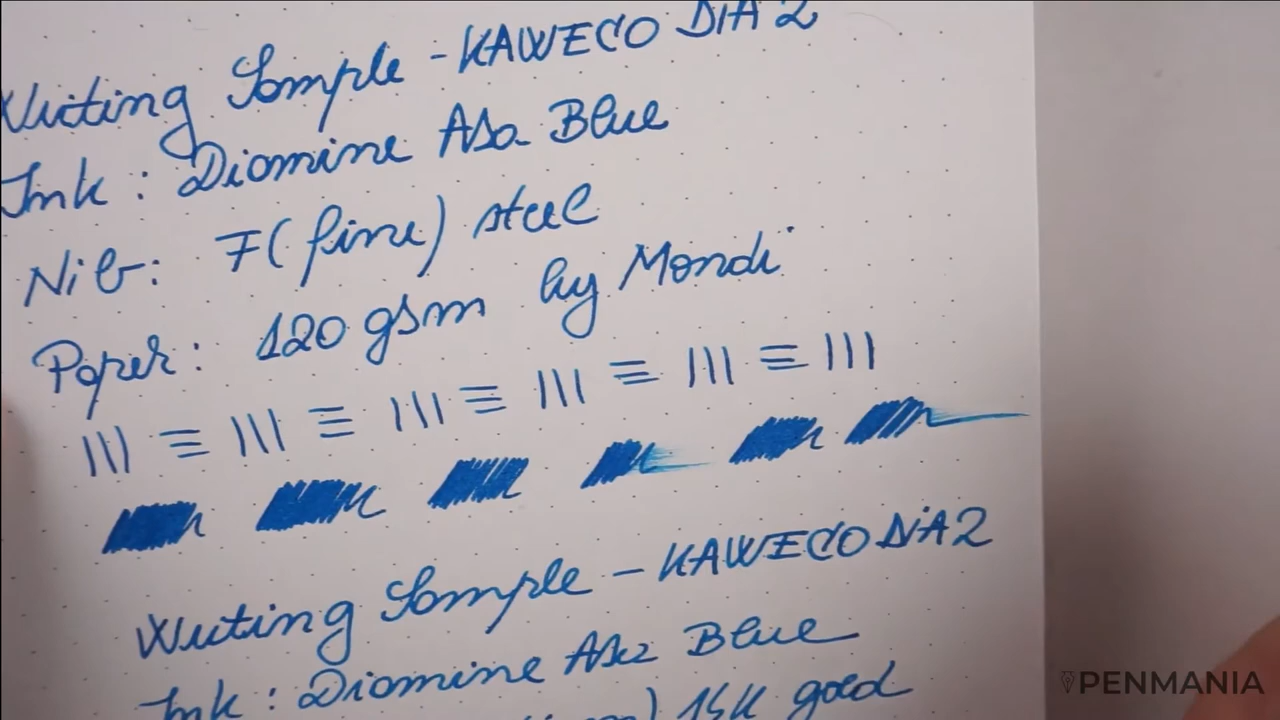 Writing Sample - KAWECO DIA 2
Ink: Diamine Asa Blue
Nib: F (fine) steel
Paper: 120 gsm by Mondi
Writing Sample - KAWECO DIA 2
Ink: Diamine Asa Blue
) 14K gold
PENMANIA